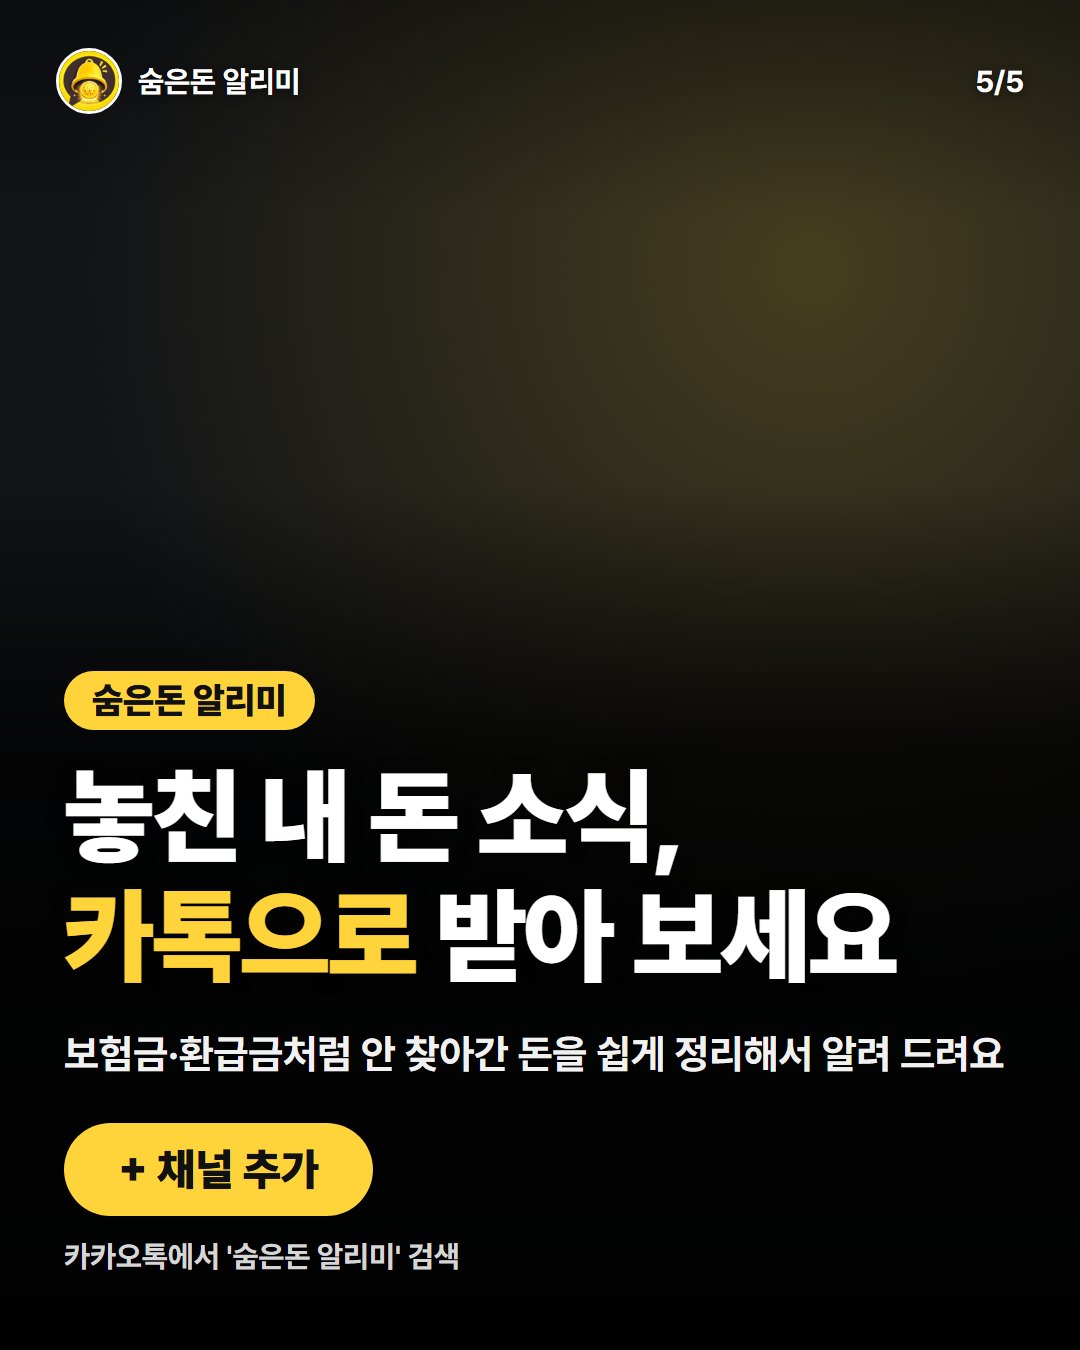 숨은돈 알리미
5/5
숨은돈 알리미
놓친 내 돈 소식,
카톡으로 받아 보세요
보험금·환급금처럼 안 찾아간 돈을 쉽게 정리해서 알려 드려요
+ 채널 추가
카카오톡에서 '숨은돈 알리미' 검색